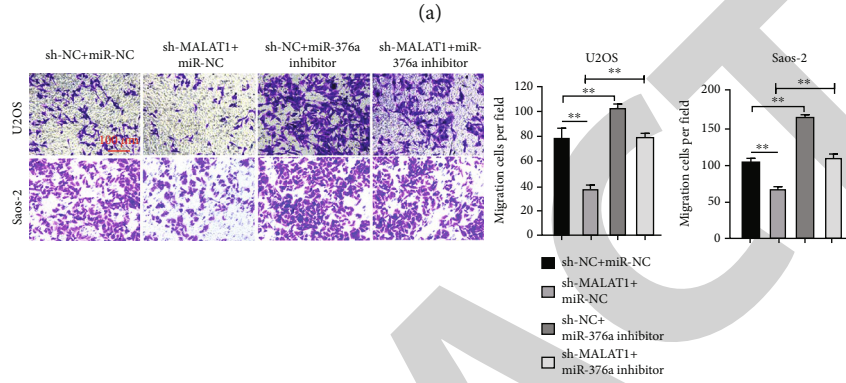 (a)
sh-NC+miR-NC
sh-MALAT1+
miR-NC
sh-NC+miR-376a
inhibitor
sh-MALAT1+miR-
376a inhibitor
U2OS
Saos-2
U2OS
Migration cells per field
120
100
80
60
40
20
0
**
**
**
Saos-2
Migration cells per field
200
150
100
50
0
**
**
**
sh-NC+miR-NC
sh-MALAT1+
miR-NC
sh-NC+
miR-376a inhibitor
sh-MALAT1+
miR-376a inhibitor